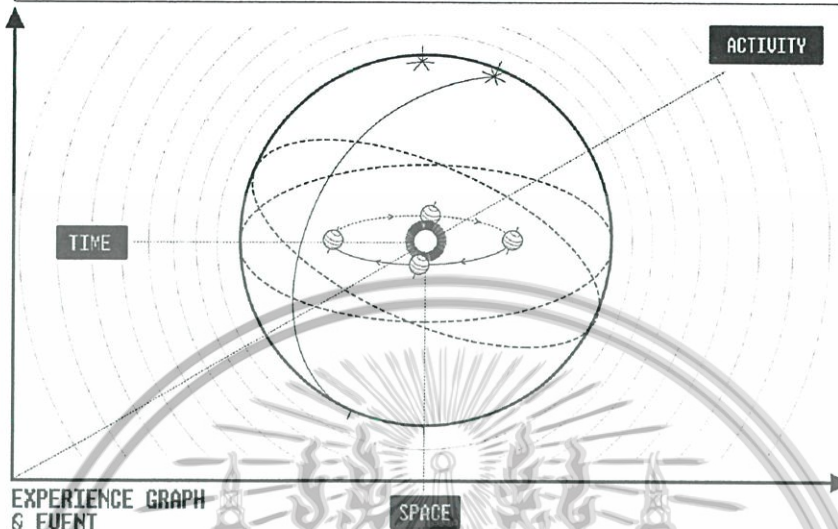 ACTIVITY
TIME
EXPERIENCE GRAPH
& EVENT
SPACE